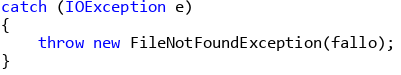 catch (IOException e)
{
    throw new FileNotFoundException(fallo);
}